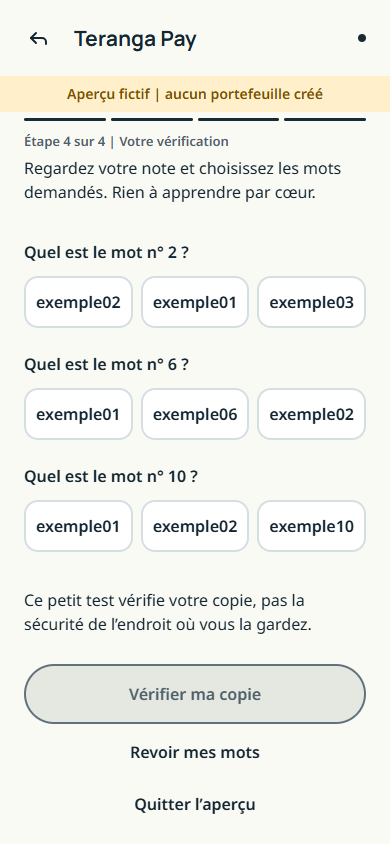 Teranga Pay
Aperçu fictif | aucun portefeuille créé
Étape 4 sur 4 | Votre vérification
Regardez votre note et choisissez les mots
demandés. Rien à apprendre par cœur.
Quel est le mot n° 2 ?
exemple02 exemple01 exemple03
Quel est le mot n° 6 ?
exemple01 exemple06 exemple02
Quel est le mot n° 10 ?
exemple01 exemple02 exemple10
Ce petit test vérifie votre copie, pas la
sécurité de l’endroit où vous la gardez.
Vérifier ma copie
Revoir mes mots
Quitter l’aperçu